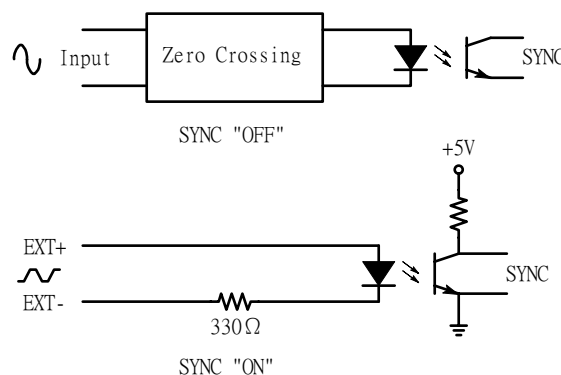 Input
Zero Crossing
SYNC
SYNC "OFF"
+5V
EXT+
EXT-
330Ω
SYNC
SYNC "ON"